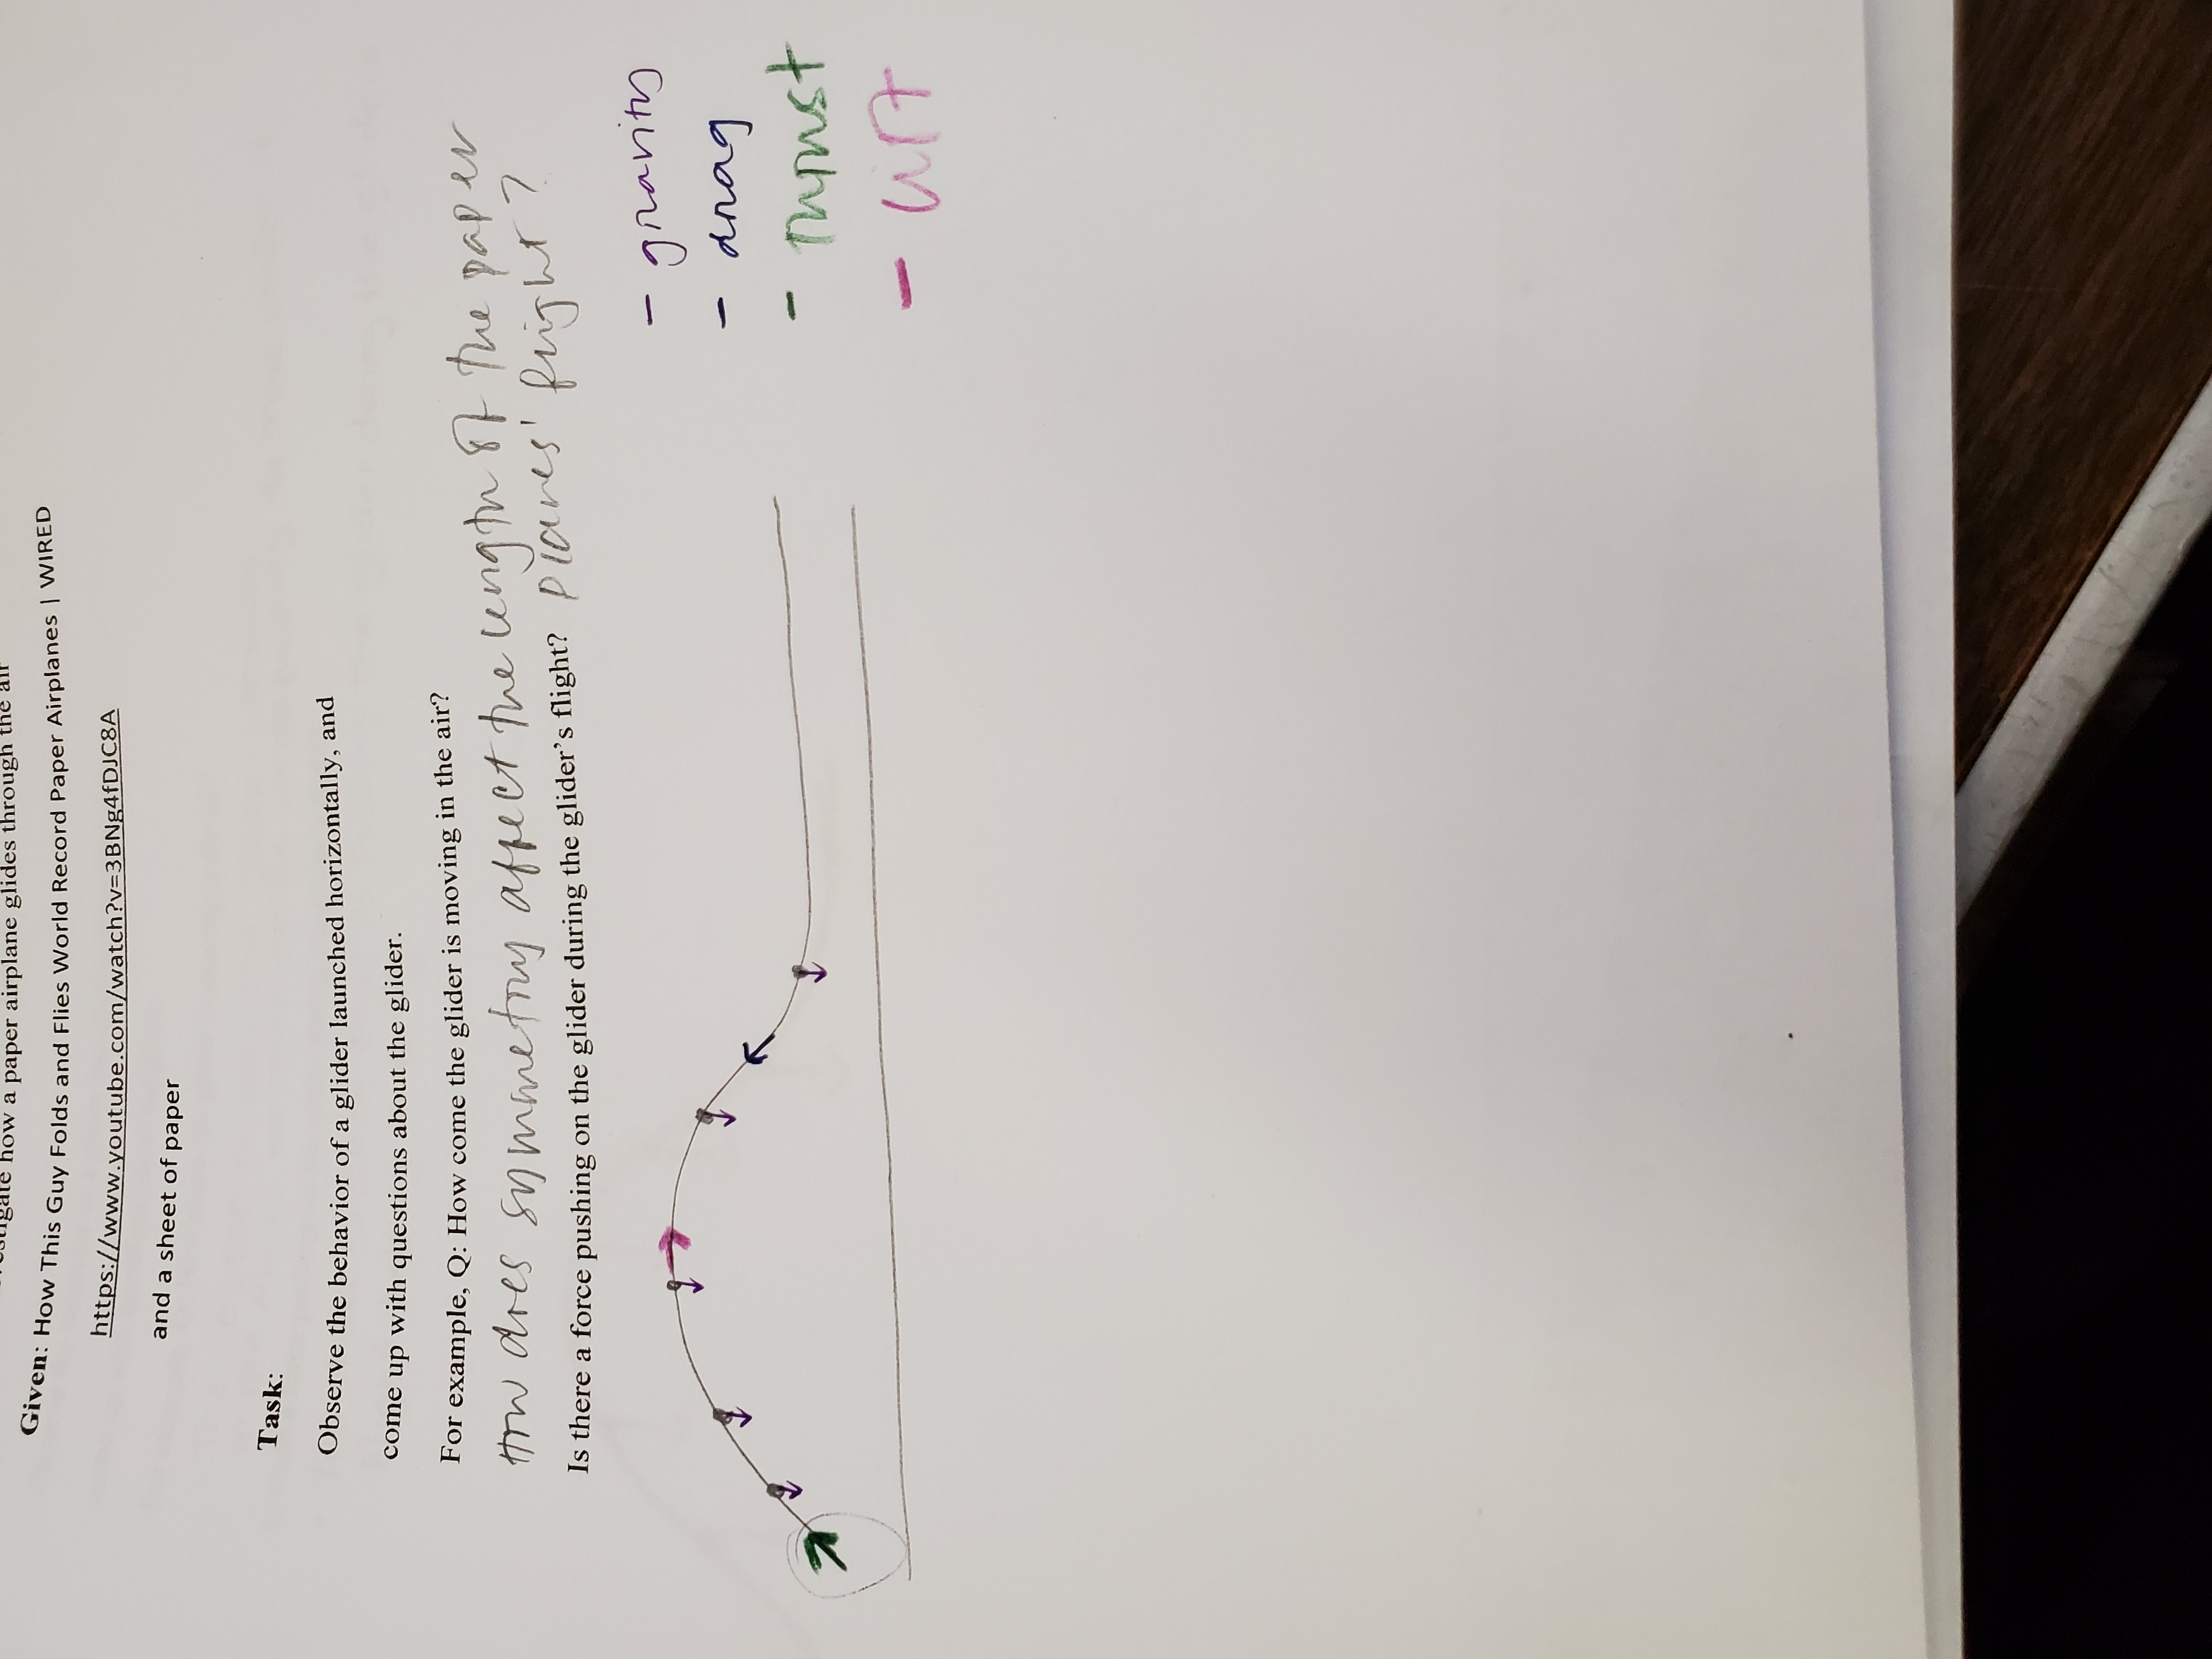 how a paper airplane glides through the air
Given: How This Guy Folds and Flies World Record Paper Airplanes | WIRED
https://www.youtube.com/watch?v=3BNg4fDJC8A
and a sheet of paper
Task:
Observe the behavior of a glider launched horizontally, and
come up with questions about the glider.
For example, Q: How come the glider is moving in the air?
How does symmetry affect the length of the paper
planes' flight?
Is there a force pushing on the glider during the glider's flight?
- gravity
- drag
- Thrust
- Lift